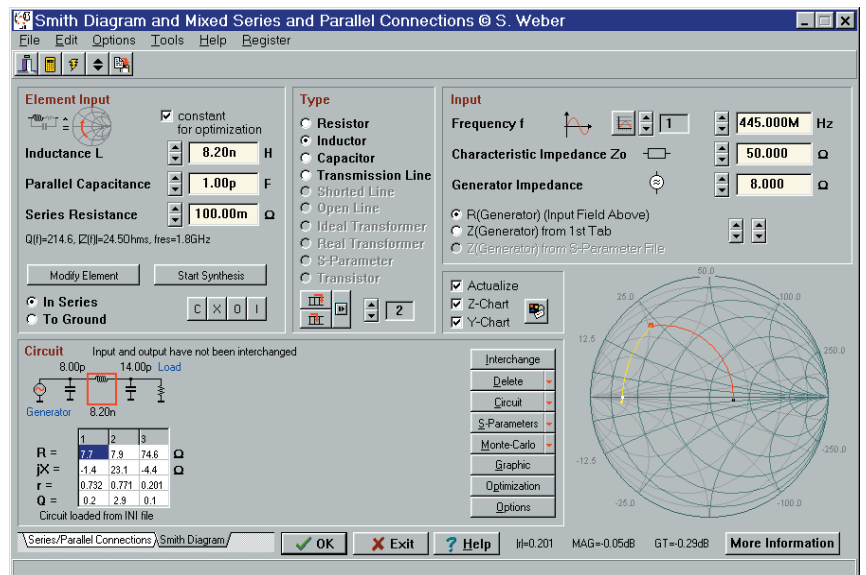 Smith Diagram and Mixed Series and Parallel Connections © S. Weber
File Edit Options Tools Help Register
Element Input
constant
for optimization
Inductance L 8.20n H
Parallel Capacitance 1.00p F
Series Resistance 100.00m Ω
Q(f)=214.6, |Z(f)|=24.5Ohms, fres=1.8GHz
Modify Element Start Synthesis
In Series
To Ground
C X O I
Type
Resistor
Inductor
Capacitor
Transmission Line
Shorted Line
Open Line
Ideal Transformer
Real Transformer
S-Parameter
Transistor
2
Input
Frequency f 1 445.000M Hz
Characteristic Impedance Zo 50.000 Ω
Generator Impedance 8.000 Ω
R(Generator) (Input Field Above)
Z(Generator) from 1st Tab
Z(Generator) from S-Parameter File
Actualize
Z-Chart
Y-Chart
50.0
25.0 100.0
12.5 250.0
-12.5 -250.0
-25.0 -100.0
Circuit Input and output have not been interchanged
8.00p 14.00p Load
Generator 8.20n
1 2 3
R = 7.7 7.9 74.6 Ω
jX = -1.4 23.1 -4.4 Ω
r = 0.732 0.771 0.201
Q = 0.2 2.9 0.1
Circuit loaded from INI file
Interchange
Delete
Circuit
S-Parameters
Monte-Carlo
Graphic
Optimization
Options
Series/Parallel Connections Smith Diagram
OK Exit ? Help |r|=0.201 MAG=-0.05dB GT=-0.29dB More Information